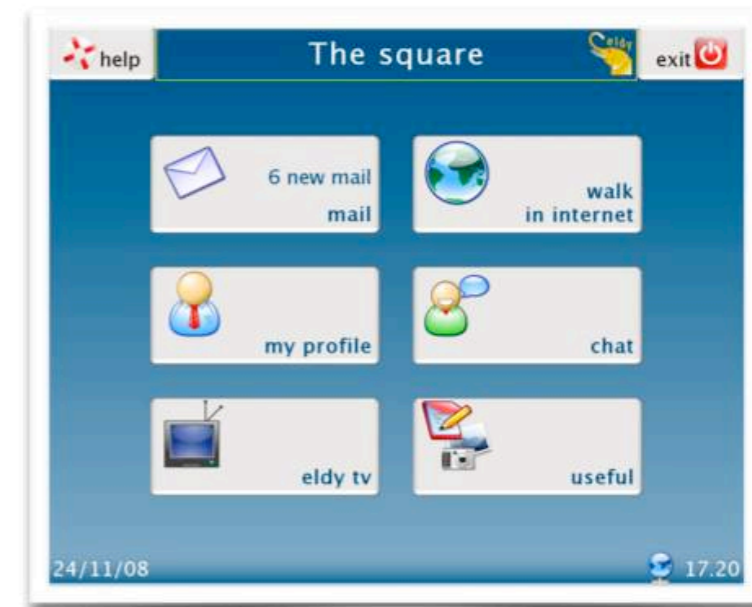 help
The square
eldy
exit
6 new mail
mail
walk
in internet
my profile
chat
eldy tv
useful
24/11/08
17.20